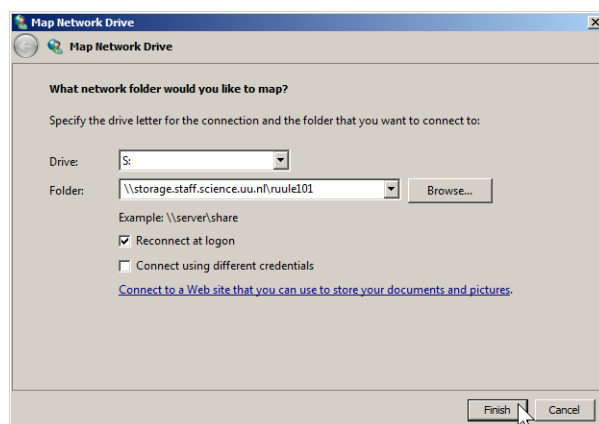 Map Network Drive
Map Network Drive
What network folder would you like to map?
Specify the drive letter for the connection and the folder that you want to connect to:
Drive: S:
Folder: \\storage.staff.science.uu.nl\ruule101 Browse...
Example: \\server\share
Reconnect at logon
Connect using different credentials
Connect to a Web site that you can use to store your documents and pictures.
Finish Cancel